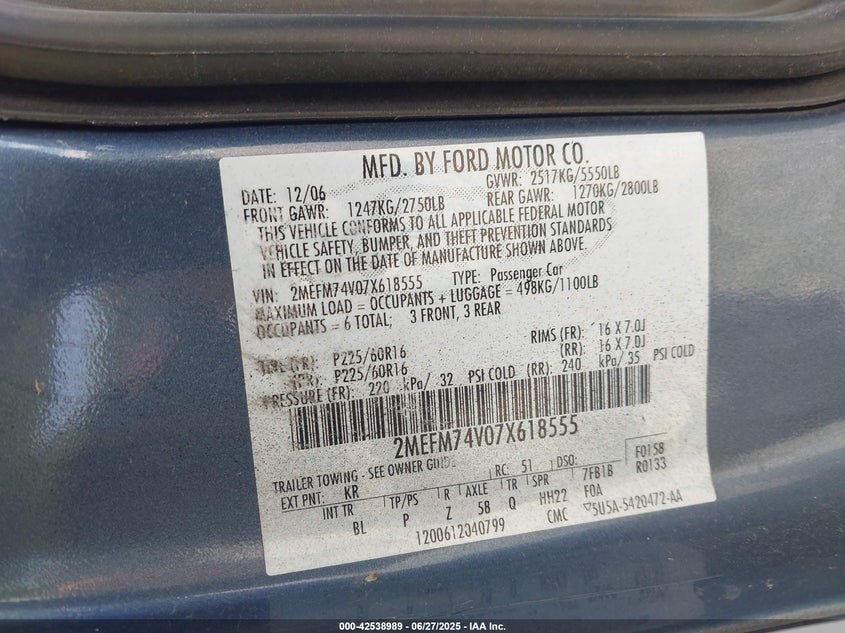 MFD. BY FORD MOTOR CO.
DATE: 12/06 GVWR: 2517KG/5550LB
FRONT GAWR: 1247KG/2750LB REAR GAWR: 1270KG/2800LB
THIS VEHICLE CONFORMS TO ALL APPLICABLE FEDERAL MOTOR
VEHICLE SAFETY, BUMPER, AND THEFT PREVENTION STANDARDS
IN EFFECT ON THE DATE OF MANUFACTURE SHOWN ABOVE.
VIN: 2MEFM74V07X618555 TYPE: Passenger Car
MAXIMUM LOAD = OCCUPANTS + LUGGAGE = 498KG/1100LB
OCCUPANTS = 6 TOTAL; 3 FRONT, 3 REAR
TIRE (FR): P225/60R16 RIMS (FR): 16 X 7.0J
(RR): P225/60R16 (RR): 16 X 7.0J
PRESSURE (FR): 220 kPa/ 32 PSI COLD (RR): 240 kPa/ 35 PSI COLD
2MEFM74V07X618555
TRAILER TOWING - SEE OWNER GUIDE
EXT PNT: KR RC: 51 DSO: F0158
INT TR TP/PS R AXLE TR SPR 7FB1B R0133
BL P Z 58 Q HH22 F0A
1200612040799 CMC 5U5A-5420472-AA
000-42538989 - 06/27/2025 - IAA Inc.